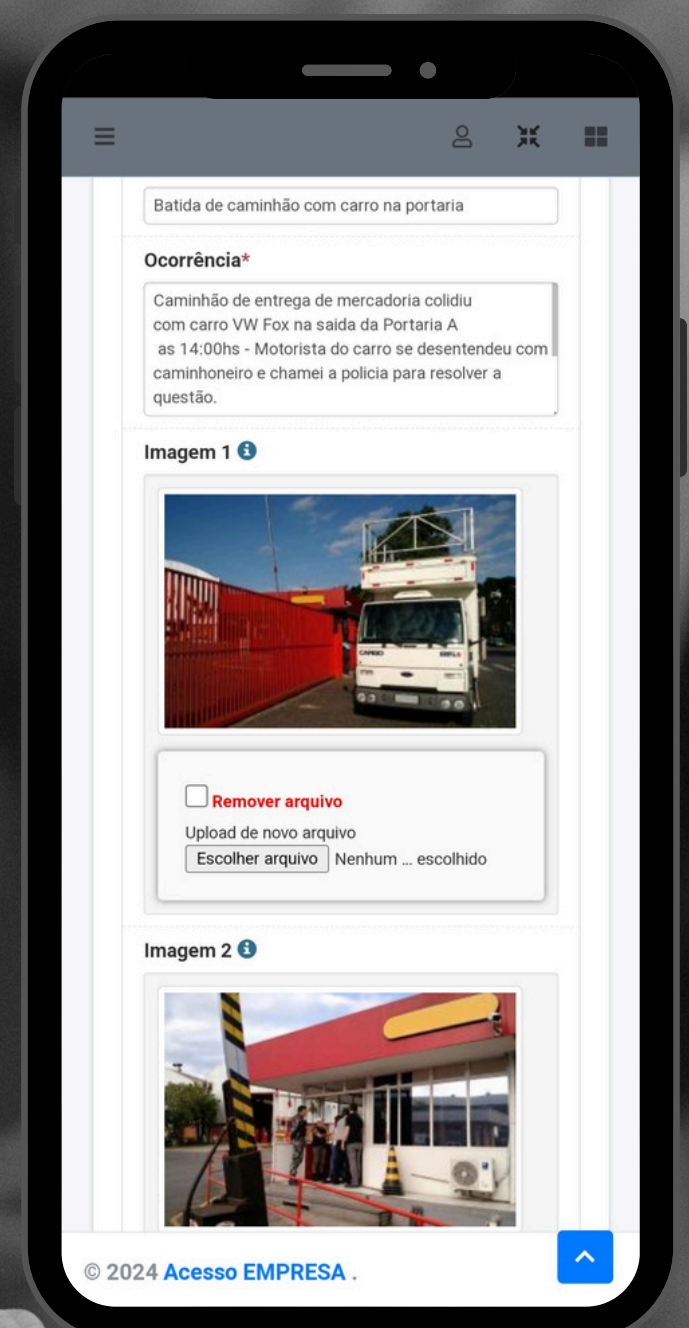 Batida de caminhão com carro na portaria
Ocorrência*
Caminhão de entrega de mercadoria colidiu
com carro VW Fox na saida da Portaria A
as 14:00hs - Motorista do carro se desentendeu com
caminhoneiro e chamei a policia para resolver a
questão.
Imagem 1
CARGO
Remover arquivo
Upload de novo arquivo
Escolher arquivo Nenhum ... escolhido
Imagem 2
© 2024 Acesso EMPRESA .